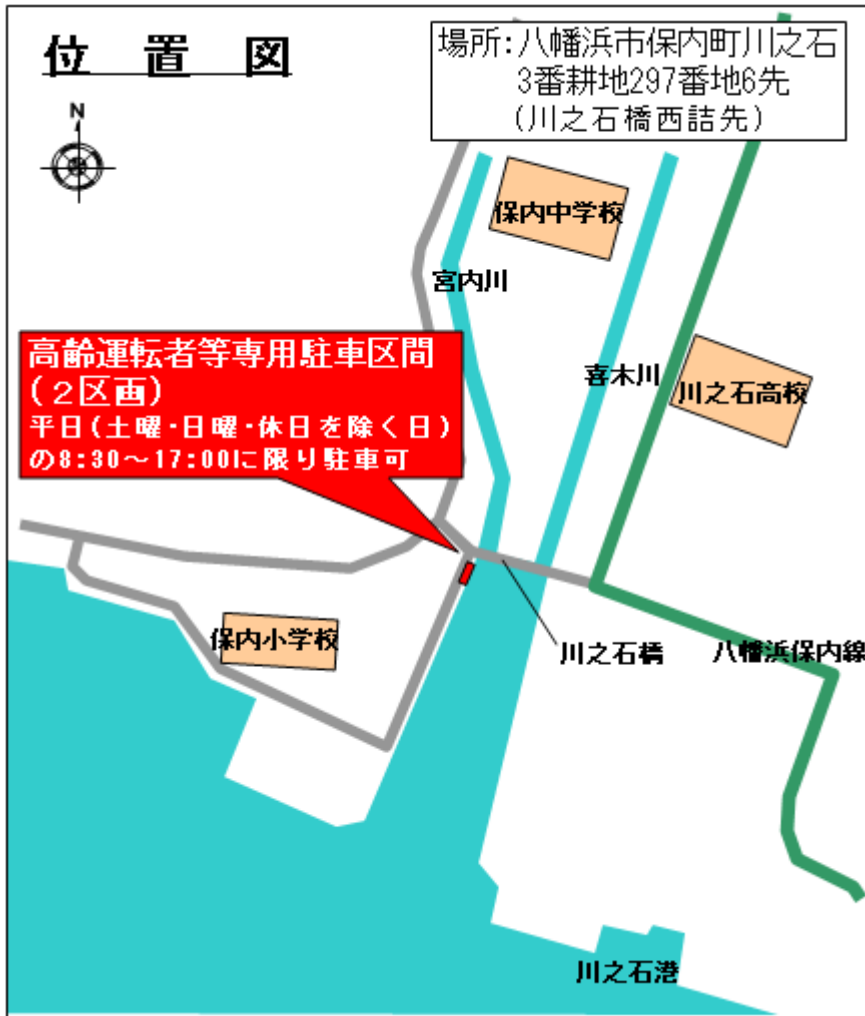 位置図
N
場所:八幡浜市保内町川之石
3番耕地297番地6先
(川之石橋西詰先)
保内中学校
宮内川
高齢運転者等専用駐車区間
(2区画)
平日(土曜・日曜・休日を除く日)
の8:30～17:00に限り駐車可
喜木川
川之石高校
保内小学校
川之石橋
八幡浜保内線
川之石港